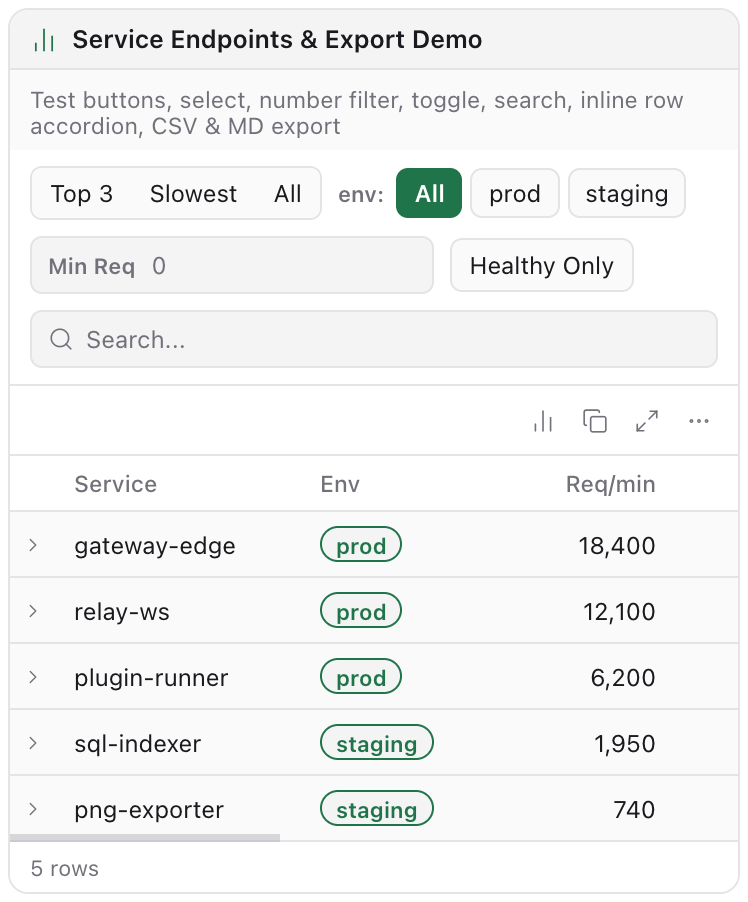 Service Endpoints & Export Demo
Test buttons, select, number filter, toggle, search, inline row
accordion, CSV & MD export
Top 3 Slowest All env: All prod staging
Min Req 0 Healthy Only
Search...
Service Env Req/min
gateway-edge prod 18,400
relay-ws prod 12,100
plugin-runner prod 6,200
sql-indexer staging 1,950
png-exporter staging 740
5 rows